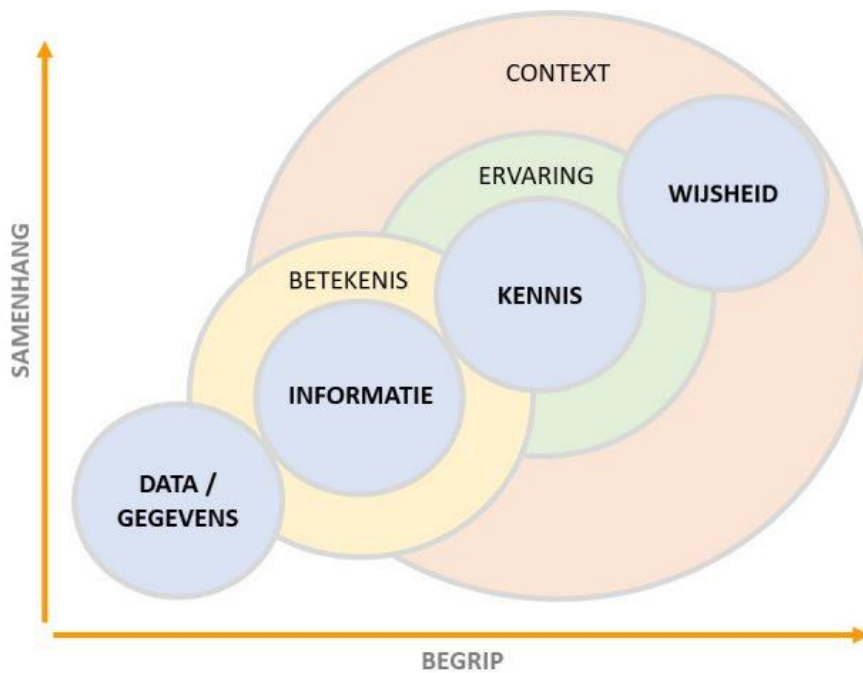 CONTEXT
ERVARING
WIJSHEID
BETEKENIS
KENNIS
INFORMATIE
DATA /
GEGEVENS
SAMENHANG
BEGRIP